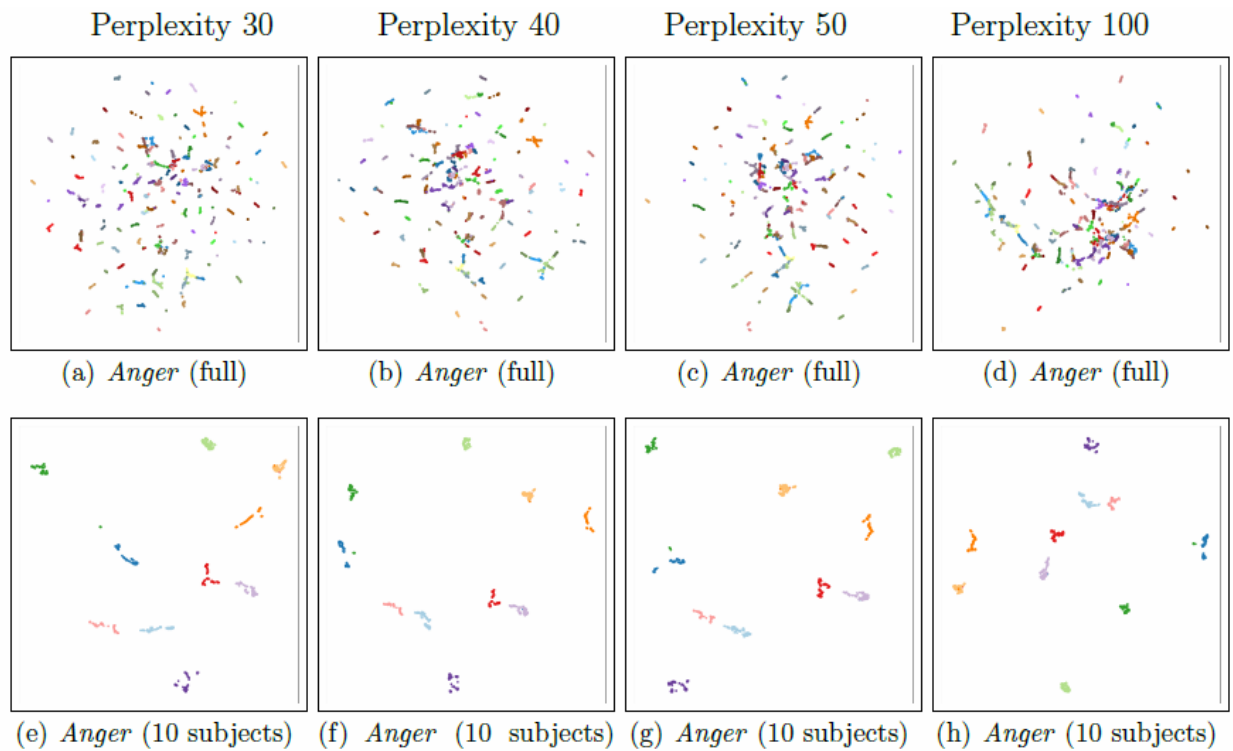 Perplexity 30 Perplexity 40 Perplexity 50 Perplexity 100
(a) Anger (full) (b) Anger (full) (c) Anger (full) (d) Anger (full)
(e) Anger (10 subjects) (f) Anger (10 subjects) (g) Anger (10 subjects) (h) Anger (10 subjects)